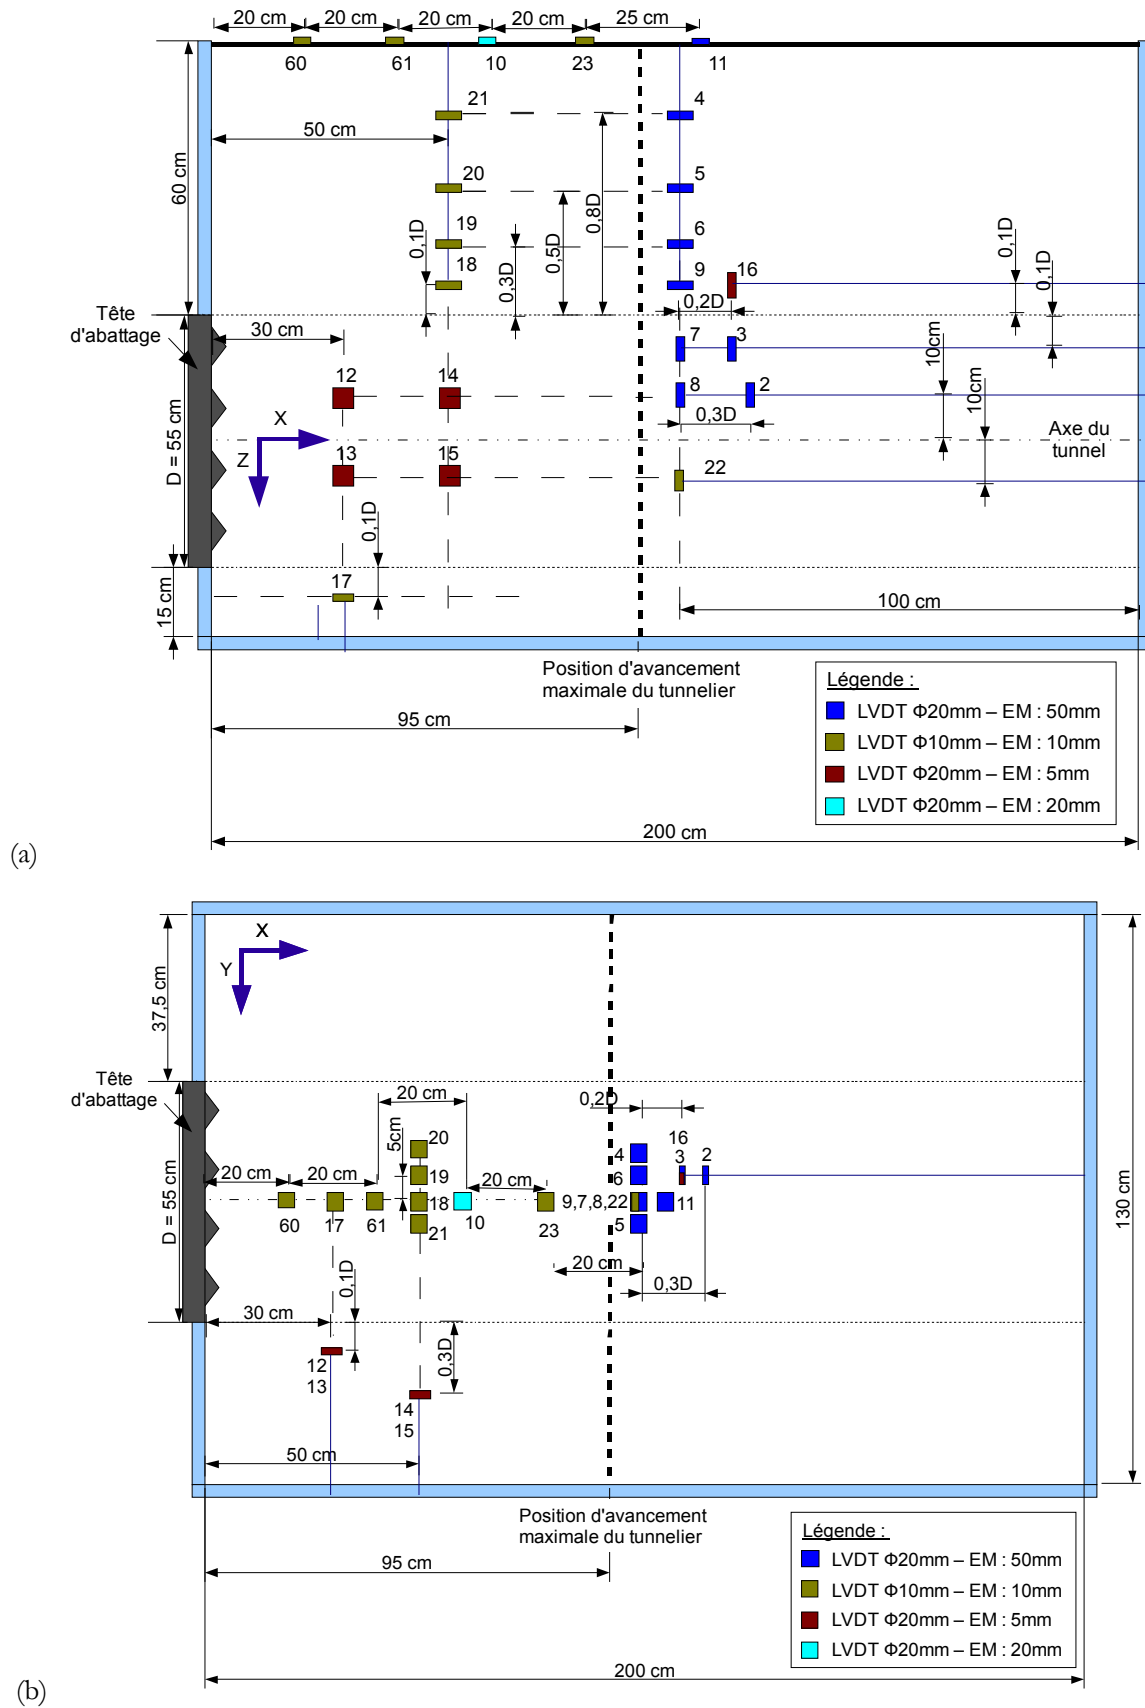 20 cm 20 cm 20 cm 20 cm 25 cm
60 61 10 23 11
21 4
50 cm
60 cm
20 5
0,8D
0,5D
19 6
0,1D
0,3D
18 9 16
0,1D
0,1D
0,2D
Tête
d'abattage
30 cm
7 3
10cm
12 14 8 2
0,3D
10cm
X
Z
Axe du
tunnel
D = 55 cm
13 15 22
0,1D
17
15 cm
100 cm
Position d'avancement
maximale du tunnelier
95 cm
Légende :
LVDT Φ20mm – EM : 50mm
LVDT Φ10mm – EM : 10mm
LVDT Φ20mm – EM : 5mm
LVDT Φ20mm – EM : 20mm
200 cm
(a)
X
Y
37,5 cm
Tête
d'abattage
20 cm
0,2D
5cm
20 4 16
3 2
19 6
20 cm 20 cm 20 cm
18 9,7,8,22 11
60 17 61 10 23
21 5
D = 55 cm
130 cm
20 cm
0,3D
0,1D
30 cm
0,3D
12
13
14
15
50 cm
Position d'avancement
maximale du tunnelier
95 cm
Légende :
LVDT Φ20mm – EM : 50mm
LVDT Φ10mm – EM : 10mm
LVDT Φ20mm – EM : 5mm
LVDT Φ20mm – EM : 20mm
200 cm
(b)